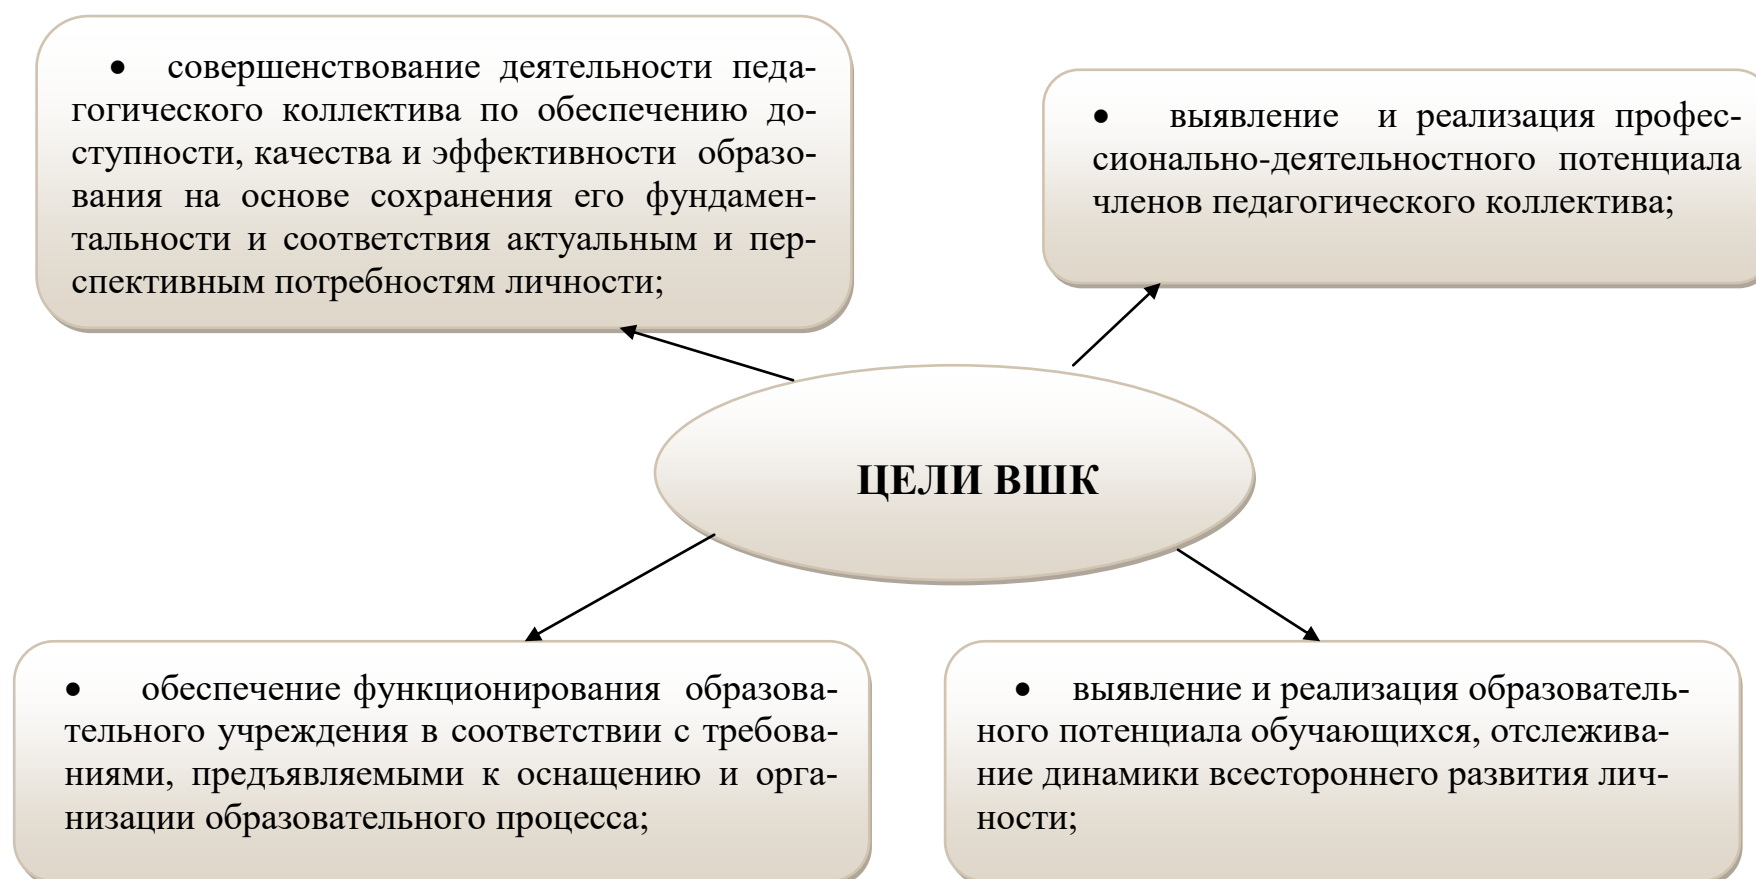 • совершенствование деятельности педа-
гогического коллектива по обеспечению до-
ступности, качества и эффективности образо-
вания на основе сохранения его фундамен-
тальности и соответствия актуальным и пер-
спективным потребностям личности;
• выявление и реализация профес-
сионально-деятельностного потенциала
членов педагогического коллектива;
ЦЕЛИ ВШК
• обеспечение функционирования образова-
тельного учреждения в соответствии с требова-
ниями, предъявляемыми к оснащению и орга-
низации образовательного процесса;
• выявление и реализация образователь-
ного потенциала обучающихся, отслежива-
ние динамики всестороннего развития лич-
ности;